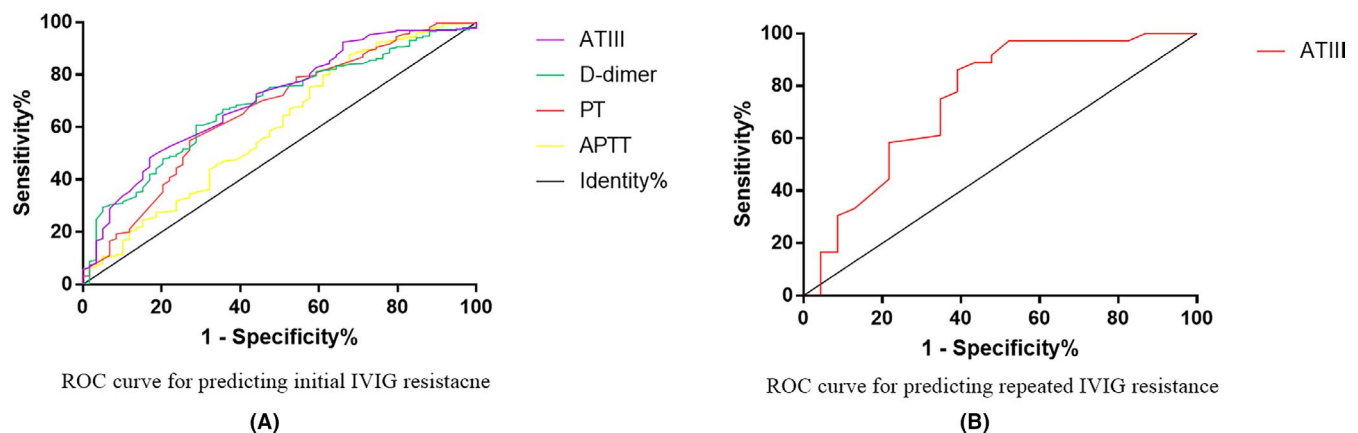 100
80
60
40
20
0
Sensitivity%
0 20 40 60 80 100
1 - Specificity%
ATIII
D-dimer
PT
APTT
Identity%
ROC curve for predicting initial IVIG resistacne
(A)
100
80
60
40
20
0
Sensitivity%
0 20 40 60 80 100
1 - Specificity%
ATIII
ROC curve for predicting repeated IVIG resistance
(B)